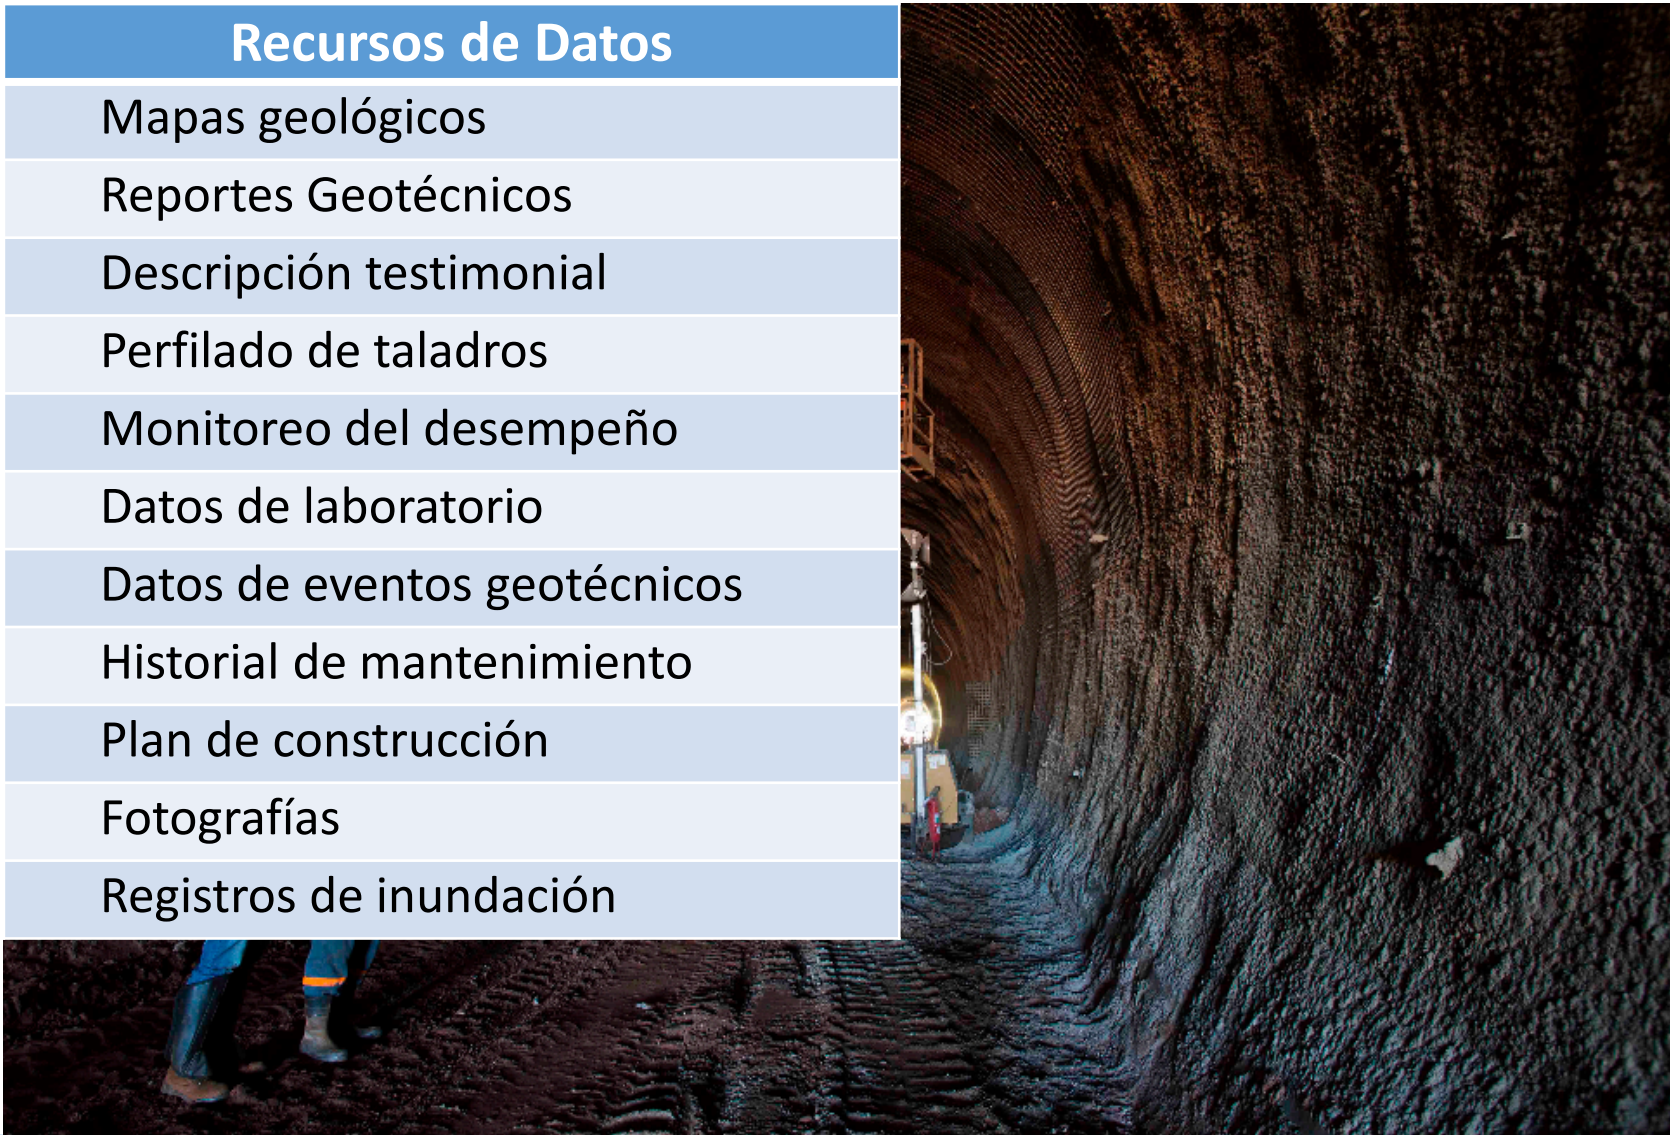 Recursos de Datos
Mapas geológicos
Reportes Geotécnicos
Descripción testimonial
Perfilado de taladros
Monitoreo del desempeño
Datos de laboratorio
Datos de eventos geotécnicos
Historial de mantenimiento
Plan de construcción
Fotografías
Registros de inundación